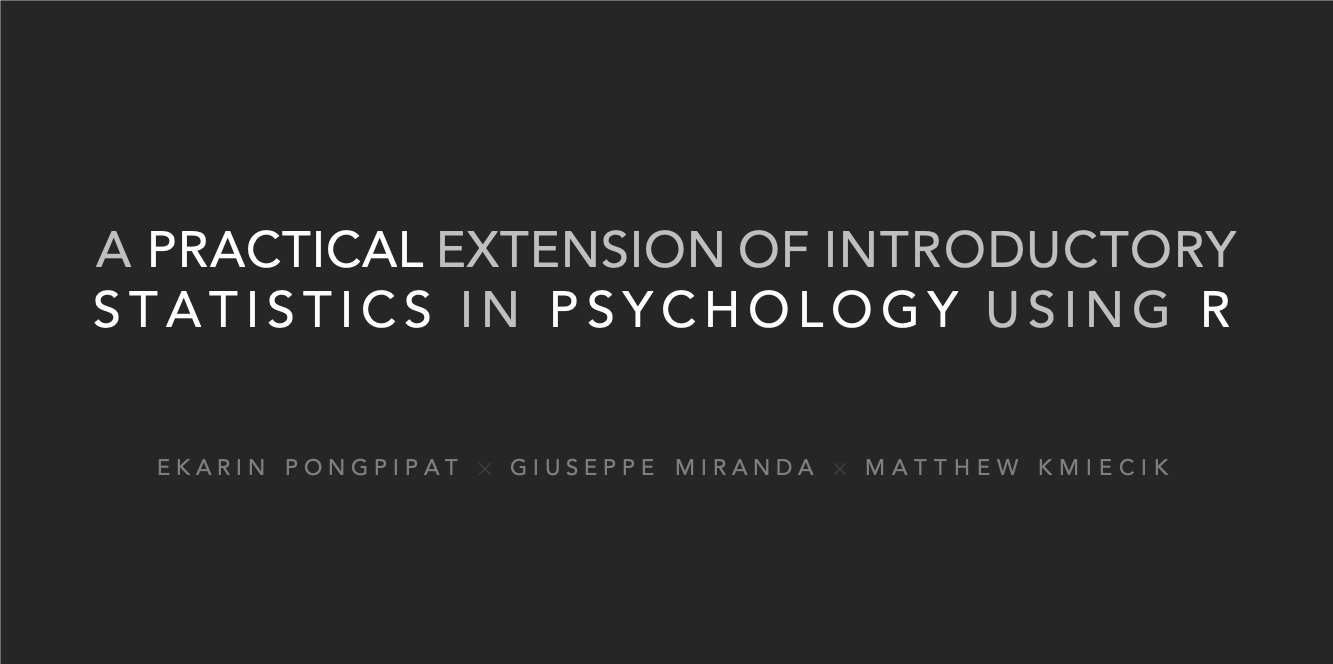 A PRACTICAL EXTENSION OF INTRODUCTORY
STATISTICS IN PSYCHOLOGY USING R
EKARIN PONGPIPAT × GIUSEPPE MIRANDA × MATTHEW KMIECIK